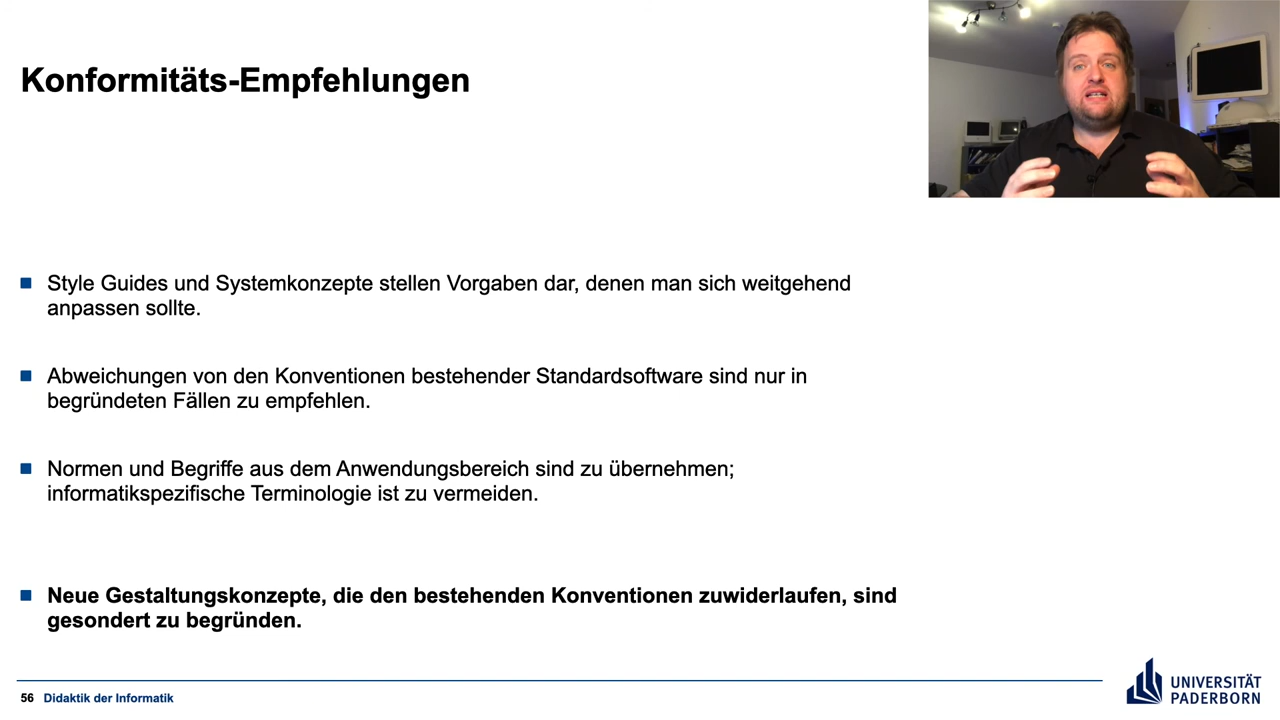 Konformitäts-Empfehlungen
Style Guides und Systemkonzepte stellen Vorgaben dar, denen man sich weitgehend
anpassen sollte.
Abweichungen von den Konventionen bestehender Standardsoftware sind nur in
begründeten Fällen zu empfehlen.
Normen und Begriffe aus dem Anwendungsbereich sind zu übernehmen;
informatikspezifische Terminologie ist zu vermeiden.
Neue Gestaltungskonzepte, die den bestehenden Konventionen zuwiderlaufen, sind
gesondert zu begründen.
56 Didaktik der Informatik
UNIVERSITÄT
PADERBORN